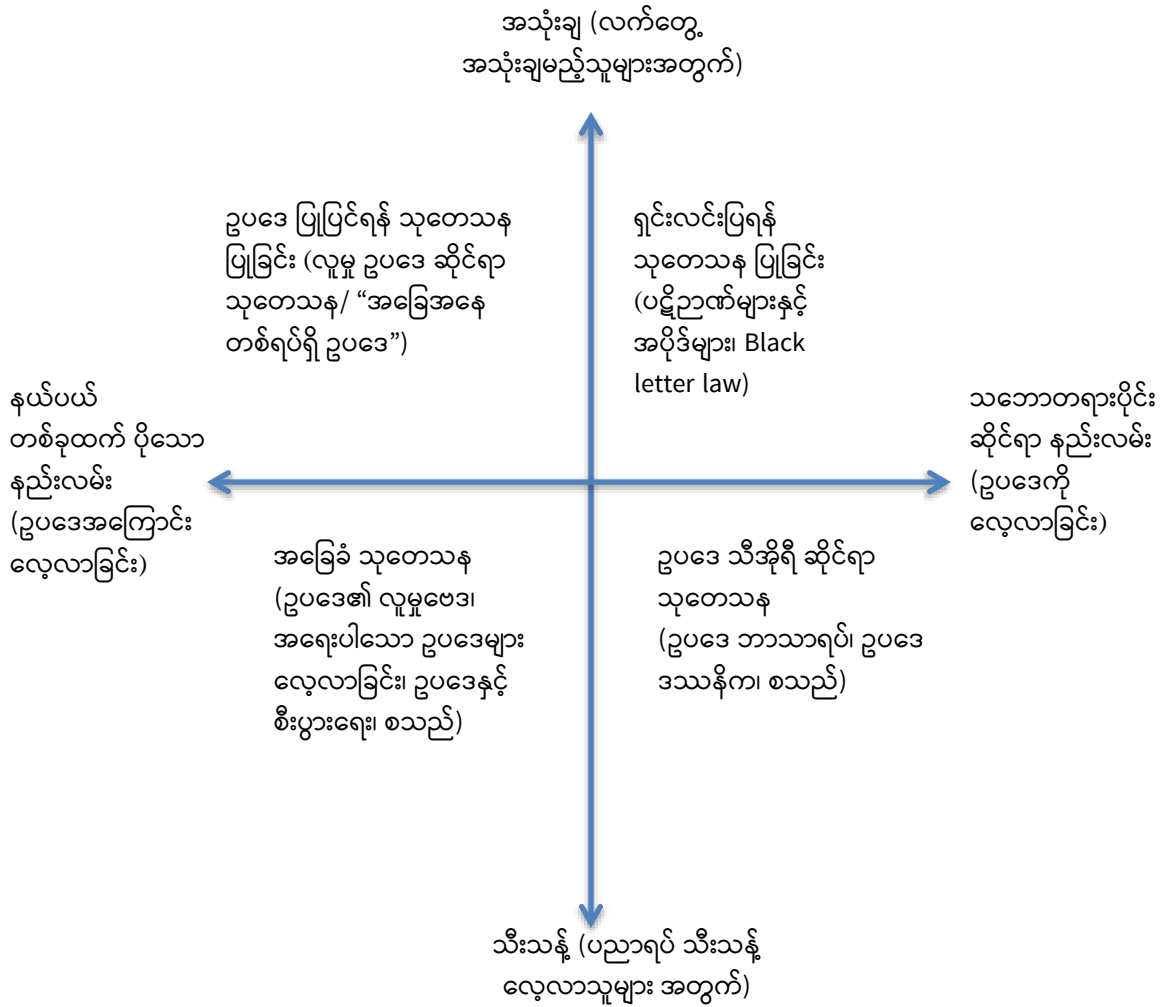 အသုံးချ (လက်တွေ့
အသုံးချမည့်သူများအတွက်)
ဥပဒေ ပြုပြင်ရန် သုတေသန
ပြုခြင်း (လူမှု ဥပဒေ ဆိုင်ရာ
သုတေသန/ “အခြေအနေ
တစ်ရပ်ရှိ ဥပဒေ”)
ရှင်းလင်းပြရန်
သုတေသန ပြုခြင်း
(ပဋိဉာဏ်များနှင့်
အပိုဒ်များ၊ Black
letter law)
နယ်ပယ်
တစ်ခုထက် ပိုသော
နည်းလမ်း
(ဥပဒေအကြောင်း
လေ့လာခြင်း)
သဘောတရားပိုင်း
ဆိုင်ရာ နည်းလမ်း
(ဥပဒေကို
လေ့လာခြင်း)
အခြေခံ သုတေသန
(ဥပဒေ၏ လူမှုဗေဒ၊
အရေးပါသော ဥပဒေများ
လေ့လာခြင်း၊ ဥပဒေနှင့်
စီးပွားရေး၊ စသည်)
ဥပဒေ သီအိုရီ ဆိုင်ရာ
သုတေသန
(ဥပဒေ ဘာသာရပ်၊ ဥပဒေ
ဒဿနိက၊ စသည်)
သီးသန့် (ပညာရပ် သီးသန့်
လေ့လာသူများ အတွက်)